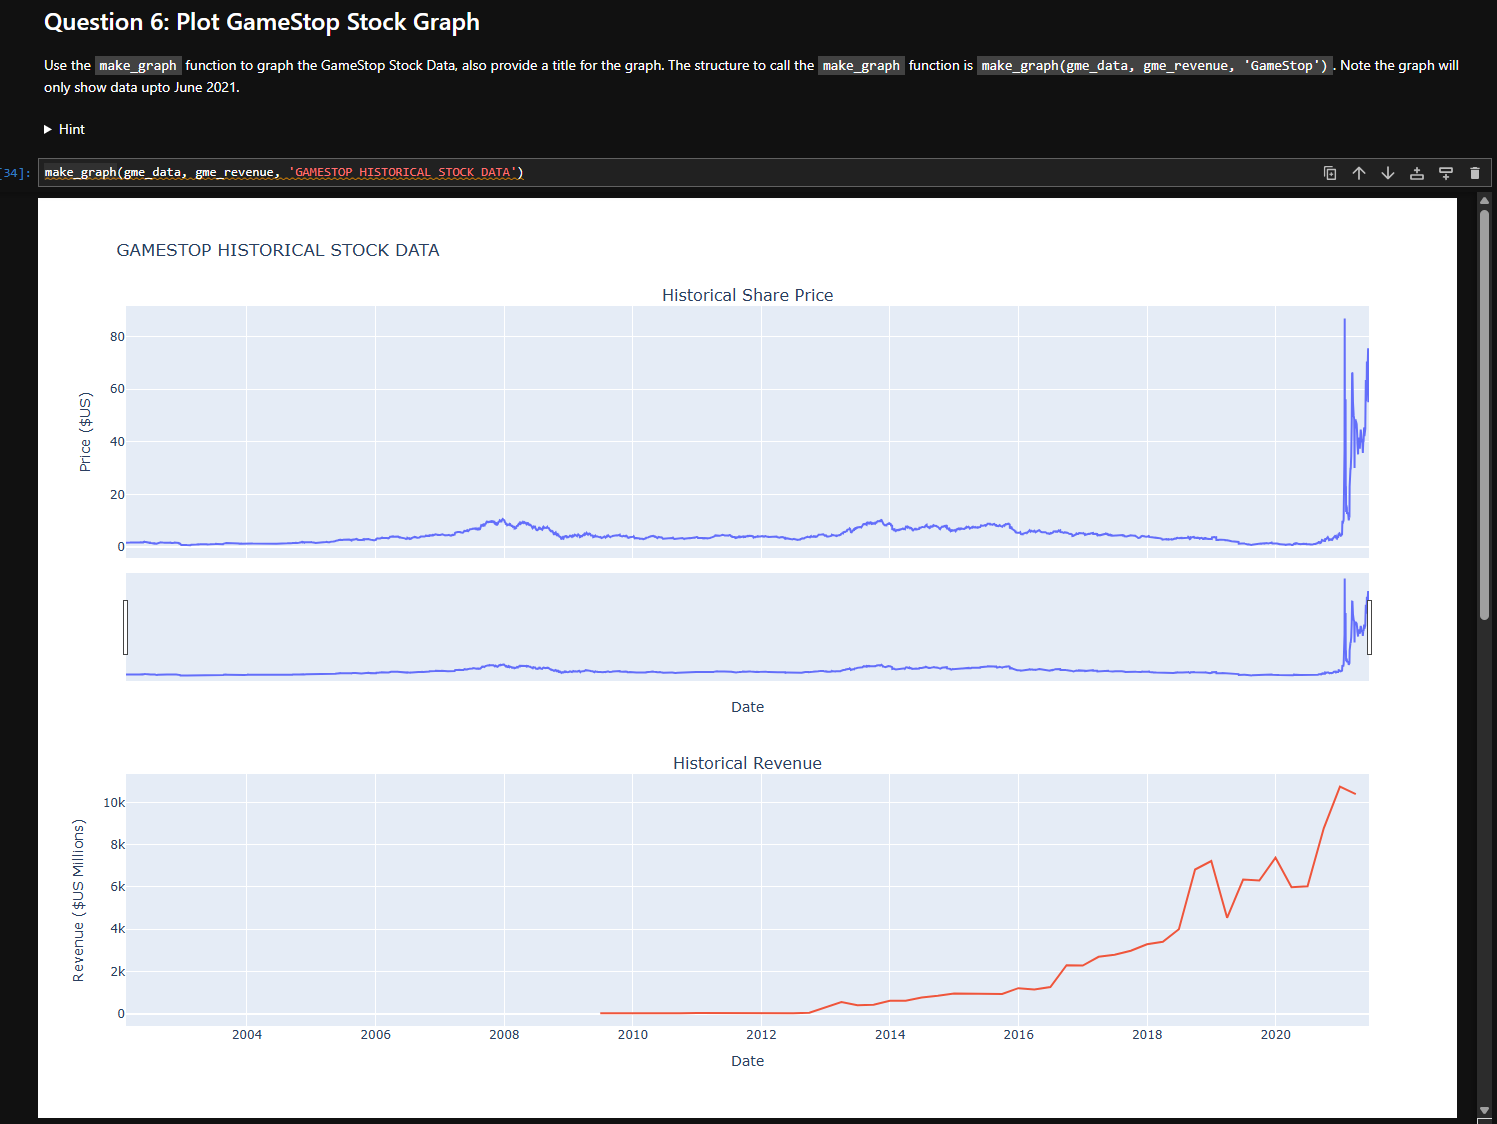 Question 6: Plot GameStop Stock Graph
Use the make_graph function to graph the GameStop Stock Data, also provide a title for the graph. The structure to call the make_graph function is make_graph(gme_data, gme_revenue, 'GameStop') . Note the graph will
only show data upto June 2021.
Hint
[34]: make_graph(gme_data, gme_revenue, 'GAMESTOP HISTORICAL STOCK DATA')
GAMESTOP HISTORICAL STOCK DATA
Historical Share Price
80
60
40
20
0
Price ($US)
Date
Historical Revenue
10k
8k
6k
4k
2k
0
Revenue ($US Millions)
2004 2006 2008 2010 2012 2014 2016 2018 2020
Date